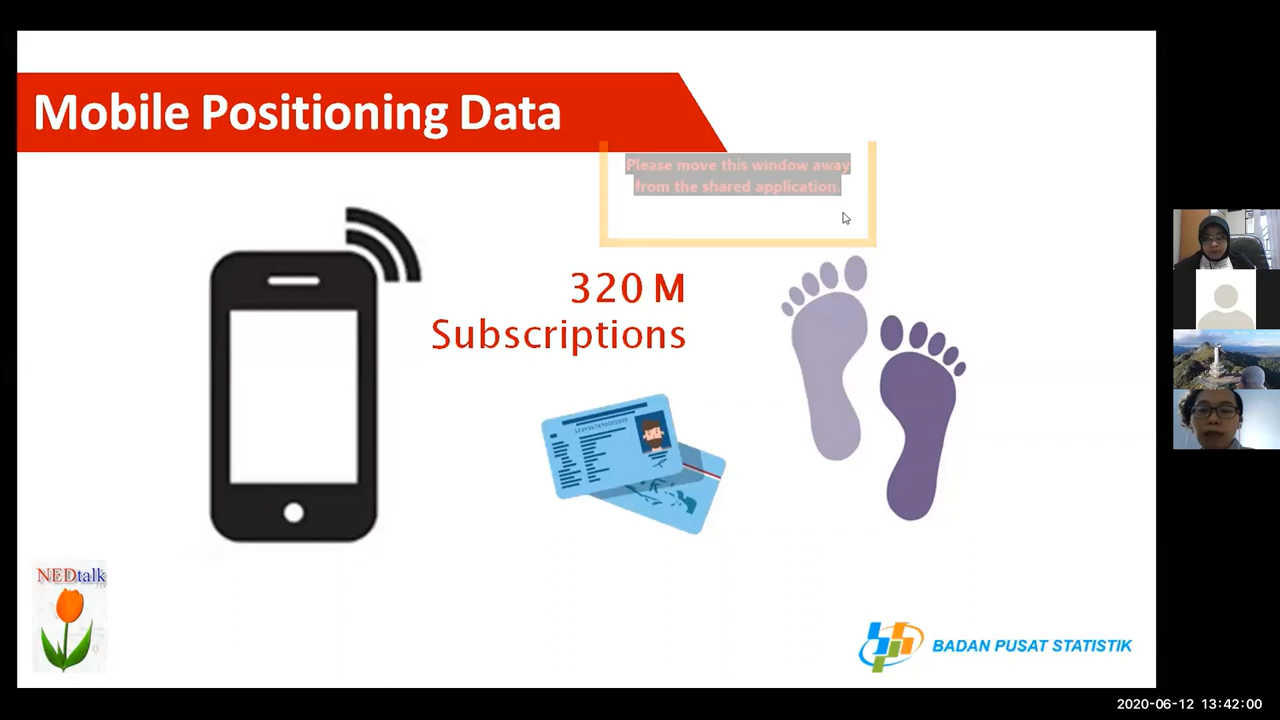 Mobile Positioning Data
Please move this window away
from the shared application.
320 M
Subscriptions
NEDtalk
BADAN PUSAT STATISTIK
2020-06-12 13:42:00